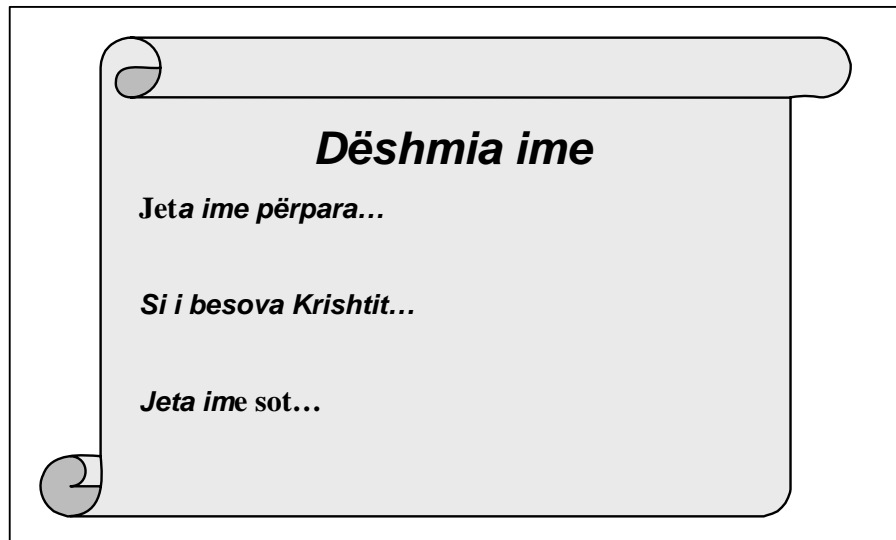 Dëshmia ime
Jeta ime përpara…
Si i besova Krishtit…
Jeta ime sot…